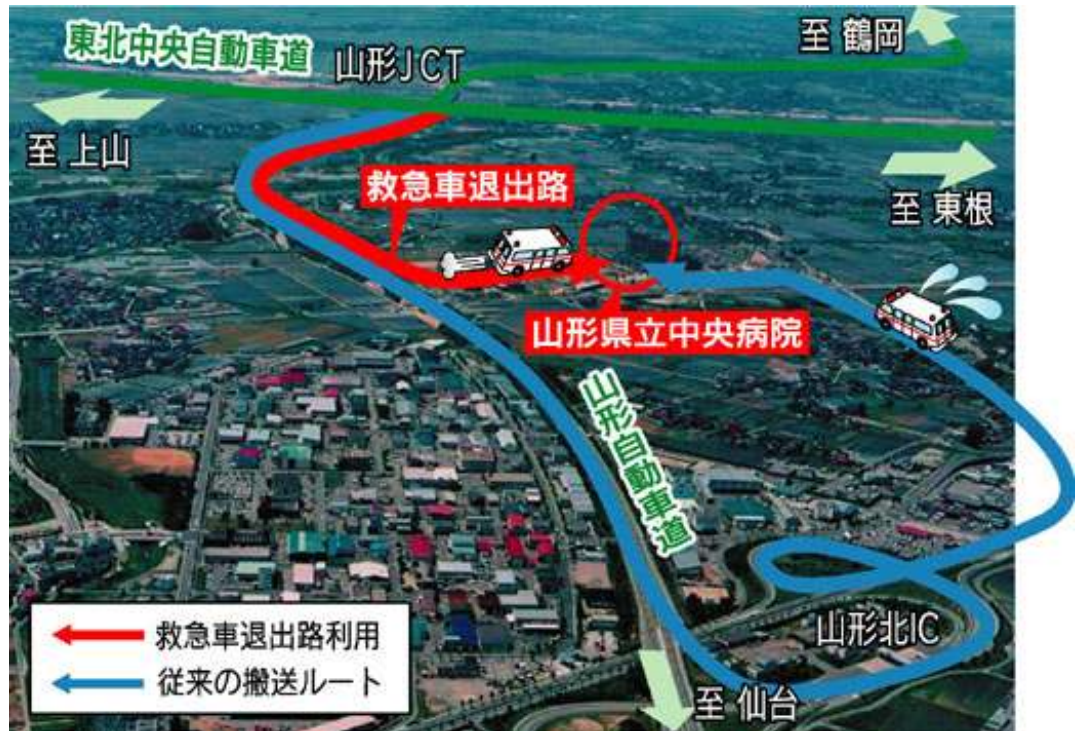 東北中央自動車道
山形JCT
至 鶴岡
至 上山
至 東根
救急車退出路
山形県立中央病院
山形自動車道
山形北IC
至 仙台
救急車退出路利用
従来の搬送ルート